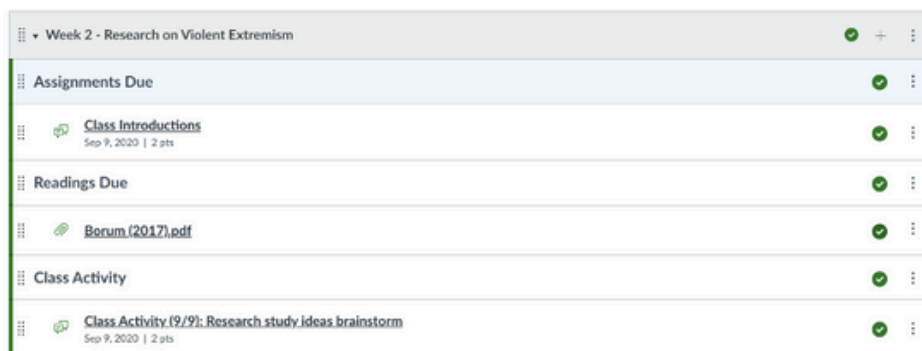 Week 2 - Research on Violent Extremism
Assignments Due
Class Introductions
Sep 9, 2020 | 2 pts
Readings Due
Borum (2017).pdf
Class Activity
Class Activity (9/9): Research study ideas brainstorm
Sep 9, 2020 | 2 pts